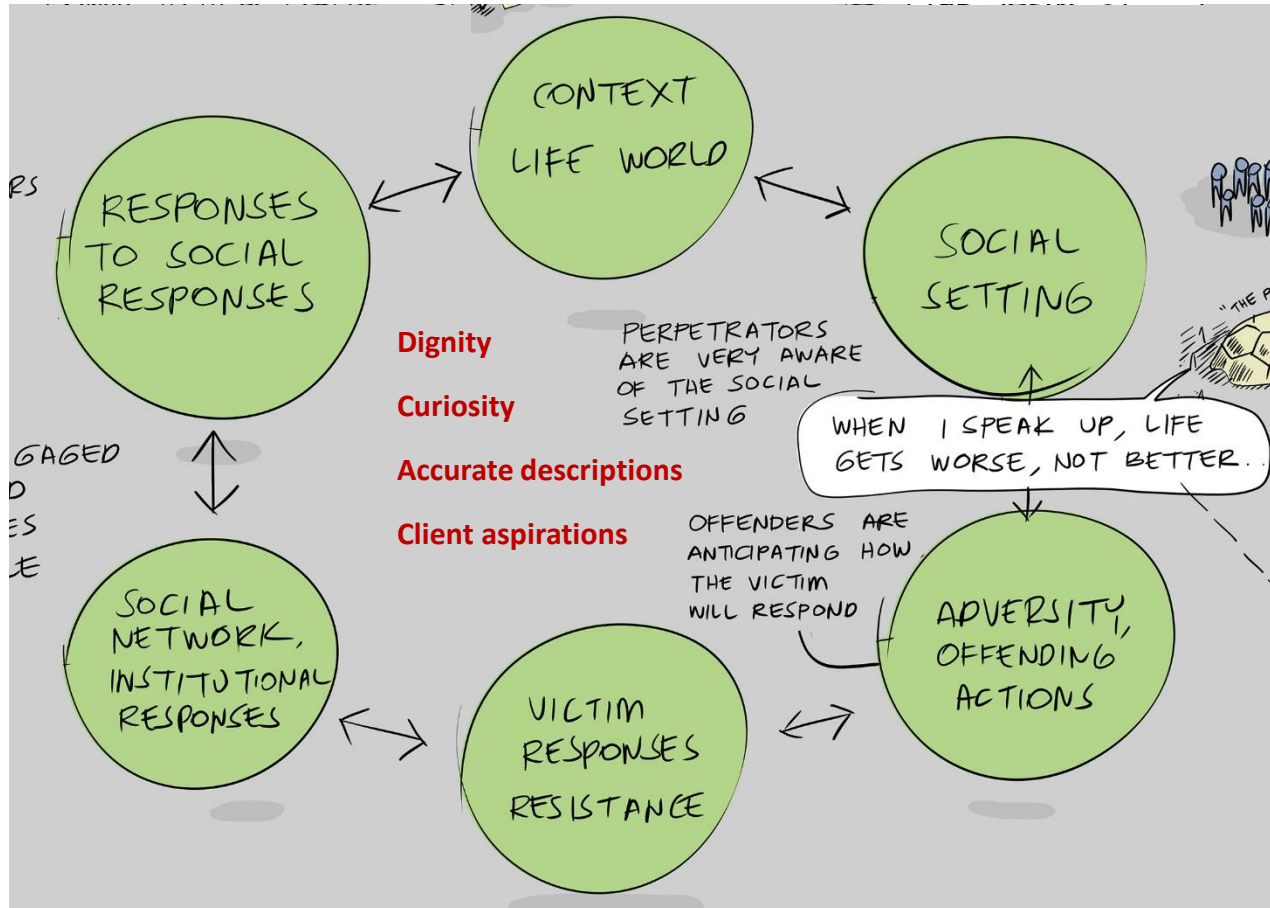 CONTEXT
LIFE WORLD
RESPONSES
TO SOCIAL
RESPONSES
SOCIAL
SETTING
"THE
Dignity
Curiosity
Accurate descriptions
Client aspirations
PERPETRATORS
ARE VERY AWARE
OF THE SOCIAL
SETTING
WHEN I SPEAK UP, LIFE
GETS WORSE, NOT BETTER..
OFFENDERS ARE
ANTICIPATING HOW
THE VICTIM
WILL RESPOND
ADVERSITY,
OFFENDING
ACTIONS
SOCIAL
NETWORK,
INSTITUTIONAL
RESPONSES
VICTIM
RESPONSES
RESISTANCE